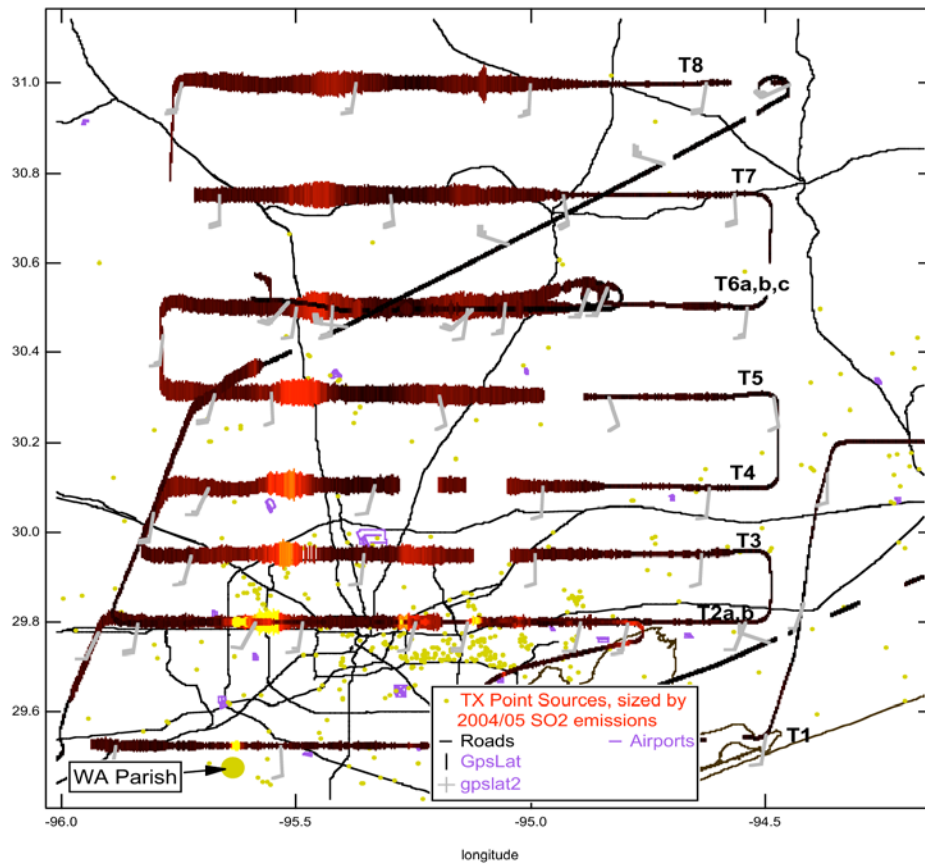 31.0
30.8
30.6
30.4
30.2
30.0
29.8
29.6
T8
T7
T6a,b,c
T5
T4
T3
T2a,b
T1
WA Parish
TX Point Sources, sized by
2004/05 SO2 emissions
Roads
Airports
GpsLat
gpslat2
-96.0
-95.5
-95.0
-94.5
longitude